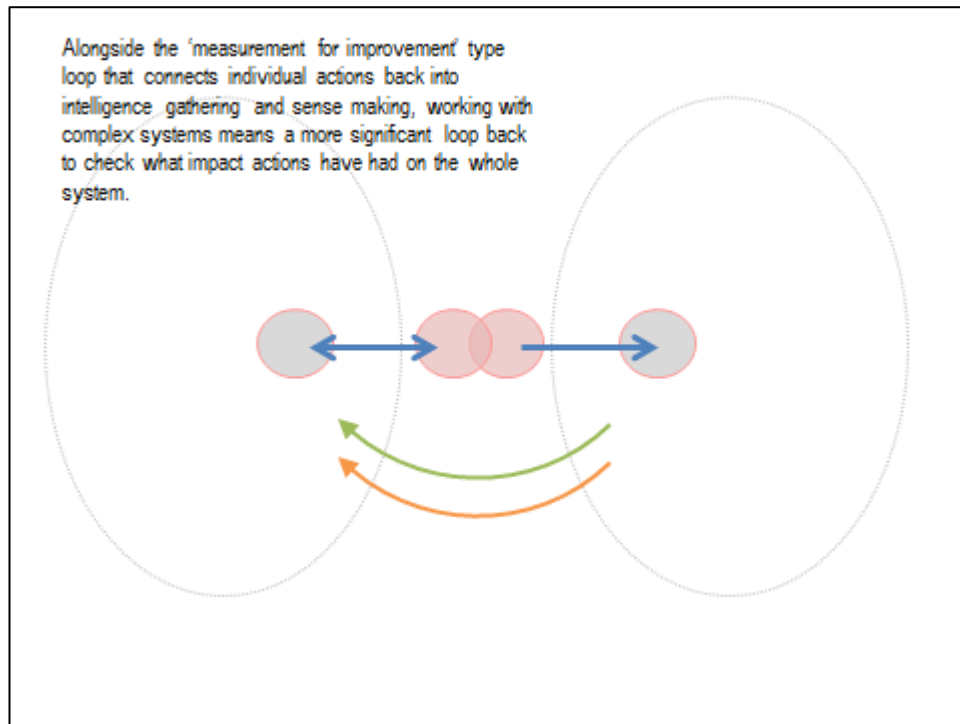 Alongside the 'measurement for improvement' type
loop that connects individual actions back into
intelligence gathering and sense making, working with
complex systems means a more significant loop back
to check what impact actions have had on the whole
system.